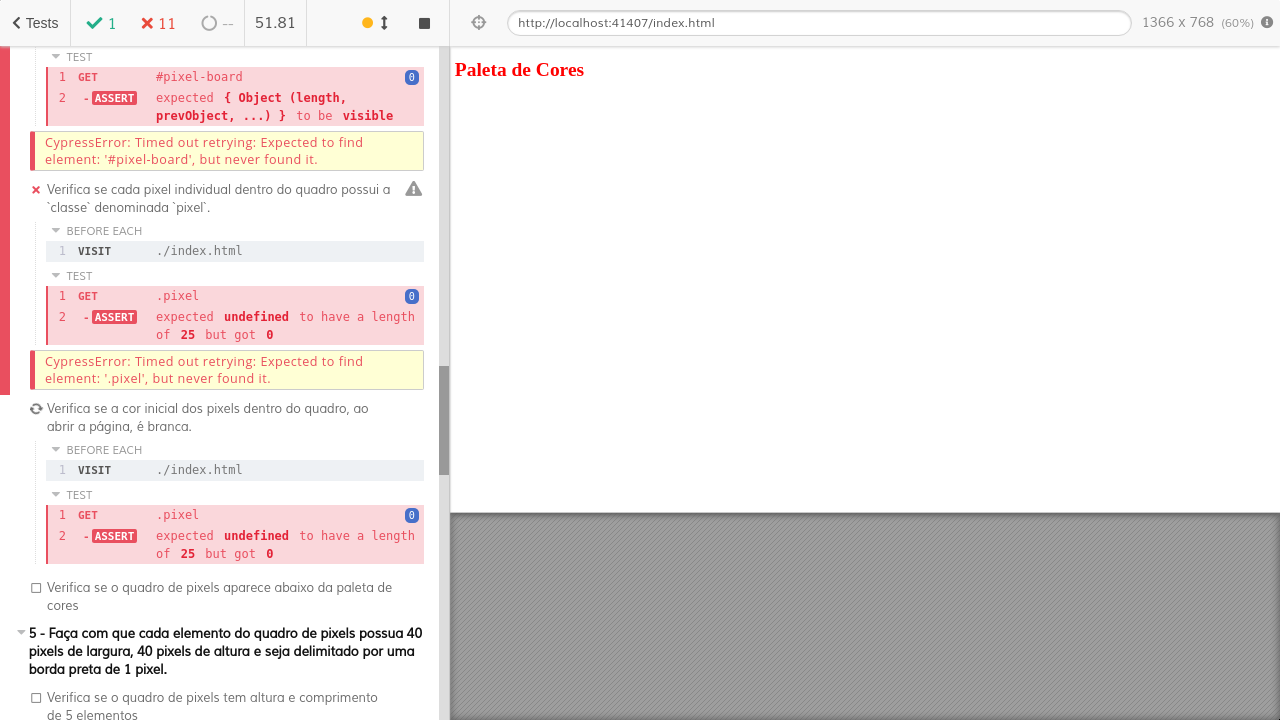 Tests 1 11 -- 51.81 http://localhost:41407/index.html 1366 x 768 (60%)
TEST
1 GET #pixel-board 0
2 -ASSERT expected { Object (length,
prevObject, ...) } to be visible
CypressError: Timed out retrying: Expected to find
element: '#pixel-board', but never found it.
Verifica se cada pixel individual dentro do quadro possui a
`classe` denominada `pixel`.
BEFORE EACH
1 VISIT ./index.html
TEST
1 GET .pixel 0
2 -ASSERT expected undefined to have a length
of 25 but got 0
CypressError: Timed out retrying: Expected to find
element: '.pixel', but never found it.
Verifica se a cor inicial dos pixels dentro do quadro, ao
abrir a página, é branca.
BEFORE EACH
1 VISIT ./index.html
TEST
1 GET .pixel 0
2 -ASSERT expected undefined to have a length
of 25 but got 0
Verifica se o quadro de pixels aparece abaixo da paleta de
cores
5 - Faça com que cada elemento do quadro de pixels possua 40
pixels de largura, 40 pixels de altura e seja delimitado por uma
borda preta de 1 pixel.
Verifica se o quadro de pixels tem altura e comprimento
de 5 elementos
Paleta de Cores